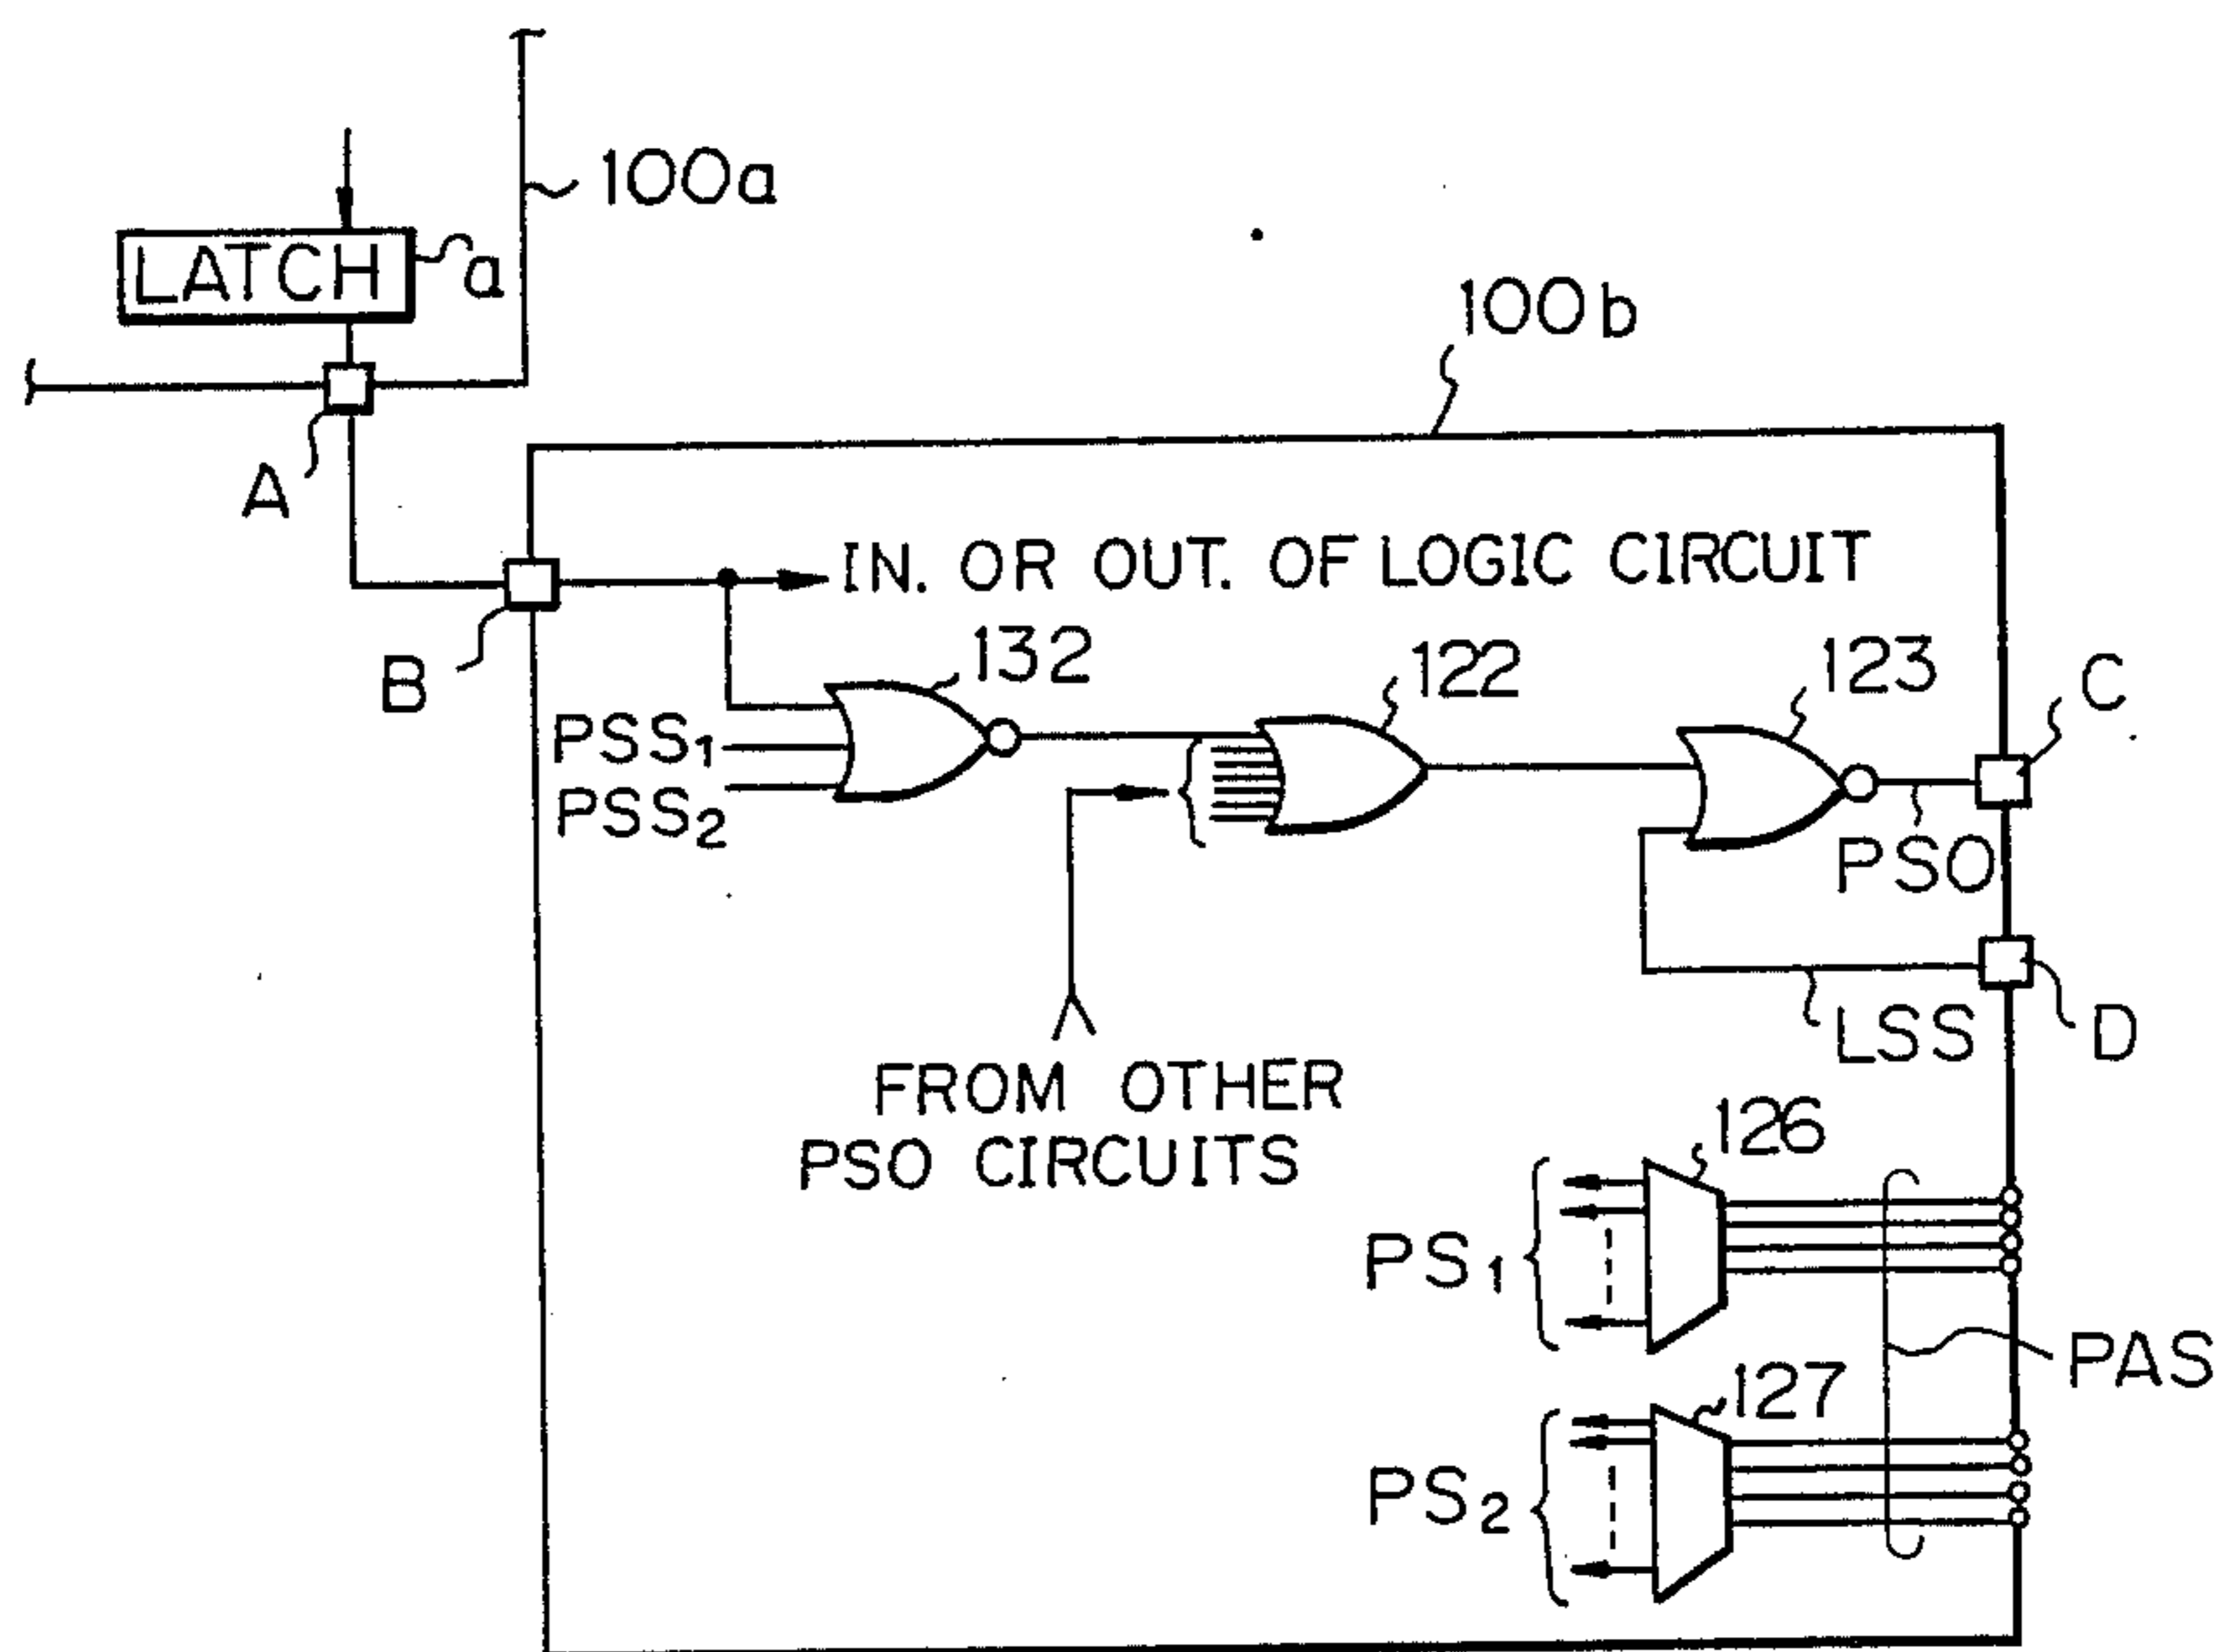 100a
LATCH
a
100b
A
IN. OR OUT. OF LOGIC CIRCUIT
B
132
122
123
C
PSS1
PSS2
PSO
LSS
D
FROM OTHER
PSO CIRCUITS
126
PS1
PAS
127
PS2